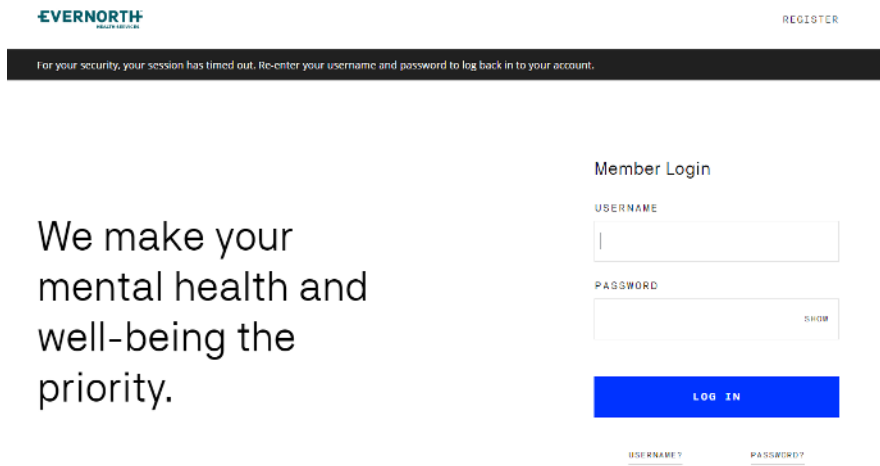 EVERNORTH
HEALTH SERVICES
REGISTER
For your security, your session has timed out. Re-enter your username and password to log back in to your account.
We make your
mental health and
well-being the
priority.
Member Login
USERNAME
PASSWORD
SHOW
LOG IN
USERNAME?
PASSWORD?